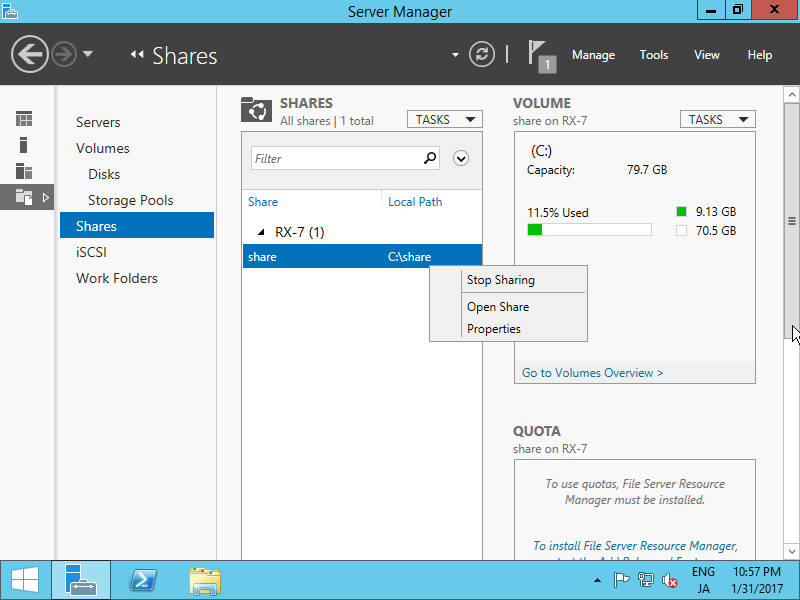 Server Manager
Shares
1
Manage
Tools
View
Help
Servers
Volumes
Disks
Storage Pools
Shares
iSCSI
Work Folders
SHARES
All shares | 1 total
TASKS
Filter
Share
Local Path
RX-7 (1)
share
C:\share
Stop Sharing
Open Share
Properties
VOLUME
share on RX-7
TASKS
(C:)
Capacity:
79.7 GB
11.5% Used
9.13 GB
70.5 GB
Go to Volumes Overview >
QUOTA
share on RX-7
To use quotas, File Server Resource
Manager must be installed.
To install File Server Resource Manager,
ENG
JA
10:57 PM
1/31/2017